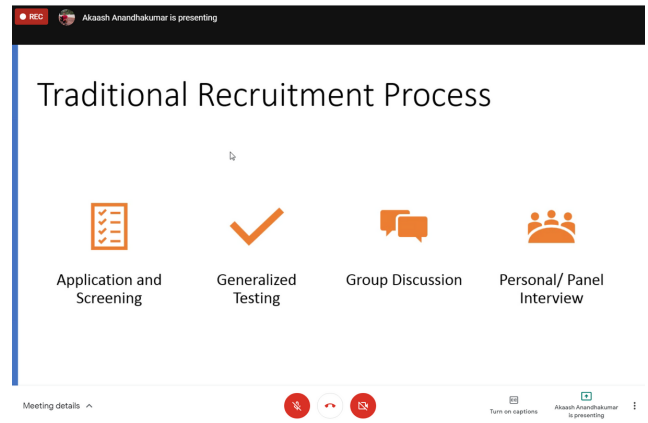 REC
Akaash Anandhakumar is presenting
Traditional Recruitment Process
Application and
Screening
Generalized
Testing
Group Discussion
Personal/ Panel
Interview
Meeting details
Turn on captions
Akaash Anandhakumar
is presenting